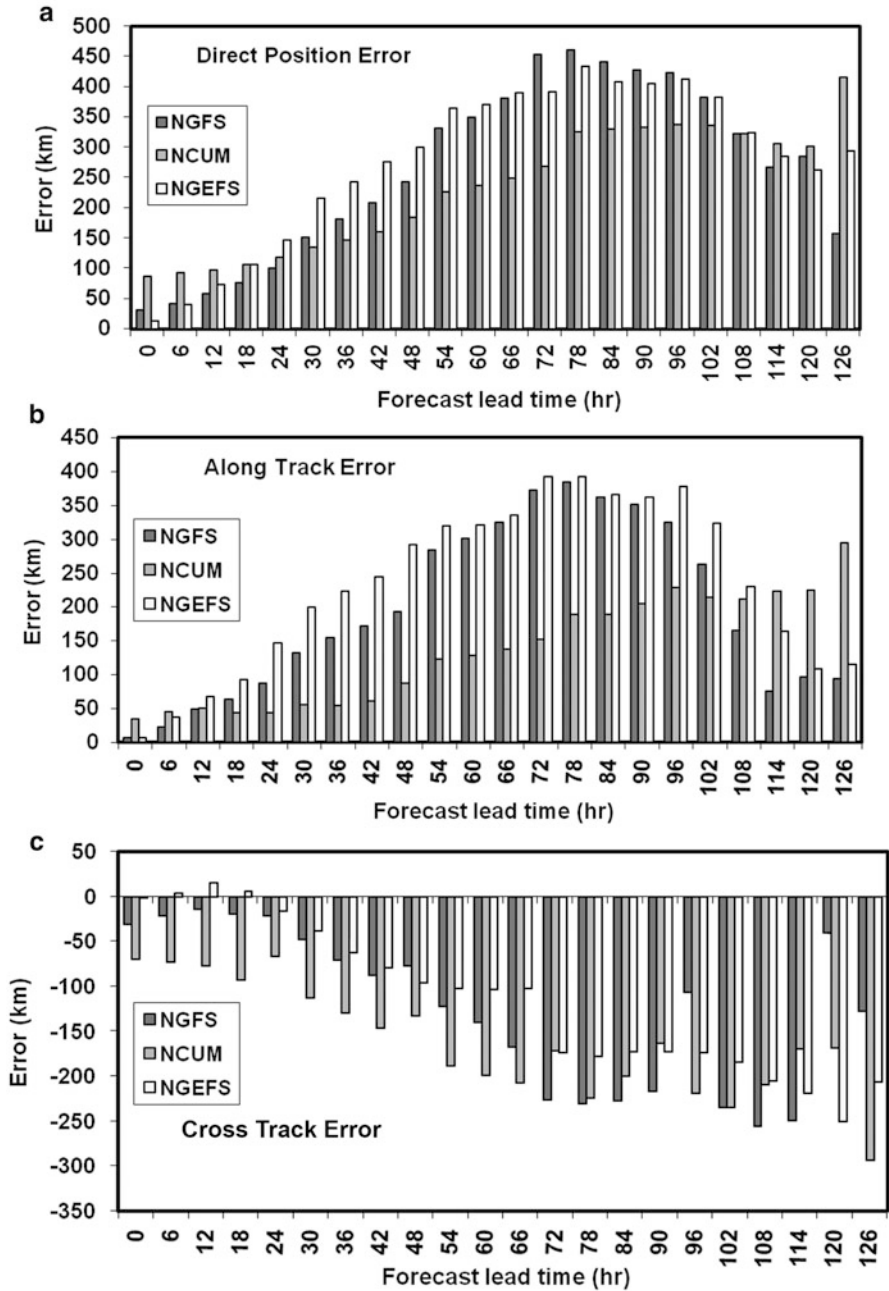 a
500
450
400
350
300
250
200
150
100
50
0
Error (km)
Direct Position Error
NGFS
NCUM
NGEFS
0 6 12 18 24 30 36 42 48 54 60 66 72 78 84 90 96 102 108 114 120 126
Forecast lead time (hr)
b
450
400
350
300
250
200
150
100
50
0
Error (km)
Along Track Error
NGFS
NCUM
NGEFS
0 6 12 18 24 30 36 42 48 54 60 66 72 78 84 90 96 102 108 114 120 126
Forecast lead time (hr)
c
50
0
-50
-100
-150
-200
-250
-300
-350
Error (km)
NGFS
NCUM
NGEFS
Cross Track Error
0 6 12 18 24 30 36 42 48 54 60 66 72 78 84 90 96 102 108 114 120 126
Forecast lead time (hr)